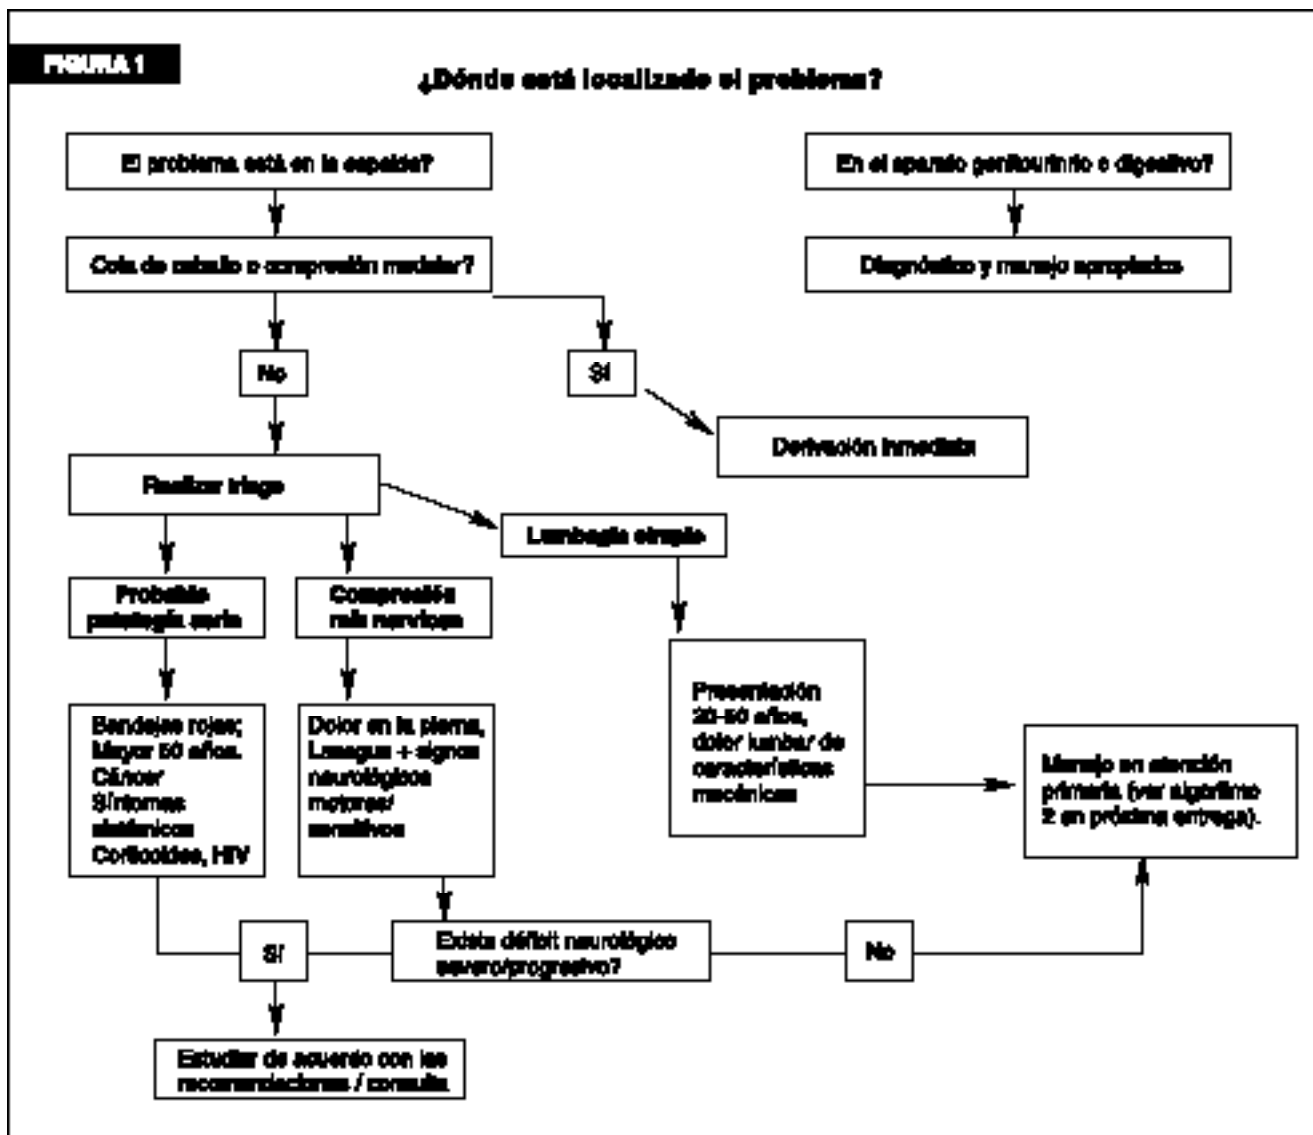 FIGURA 1
¿Dónde está localizado el problema?
El problema está en la espalda?
En el aparato genitourinrio o digestivo?
Cola de caballo o compresión medular?
Diagnóstico y manejo apropiados
No
Sí
Derivación inmediata
Realizar triage
Lumbagia simple
Probable
patología seria
Compresión
raíz nerviosa
Bandejas rojas;
Mayor 50 años.
Cáncer
Síntomas
sistémicos
Corticoides, HIV
Dolor en la pierna,
Lasegue + signos
neurológicos
motores/
sensitivos
Presentación
20-50 años,
dolor lumbar de
características
mecánicas
Manejo en atención
primaria (ver algoritmo
2 en próxima entrega).
Sí
Existe déficit neurológico
severo/progresivo?
No
Estudiar de acuerdo con las
recomendaciones / consulta